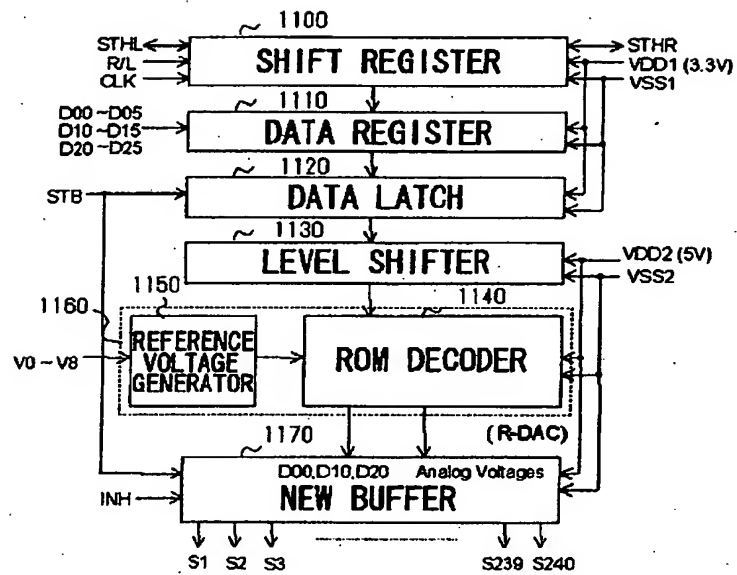 1100
STHL
R/L
CLK
SHIFT REGISTER
STHR
VDD1 (3.3V)
VSS1
1110
D00 ~D05
D10 ~D15
D20 ~D25
DATA REGISTER
1120
STB
DATA LATCH
1130
LEVEL SHIFTER
VDD2 (5V)
VSS2
1160
1150
1140
V0 ~ V8
REFERENCE
VOLTAGE
GENERATOR
ROM DECODER
(R-DAC)
1170
D00, D10, D20 Analog Voltages
INH
NEW BUFFER
S1 S2 S3 S239 S240